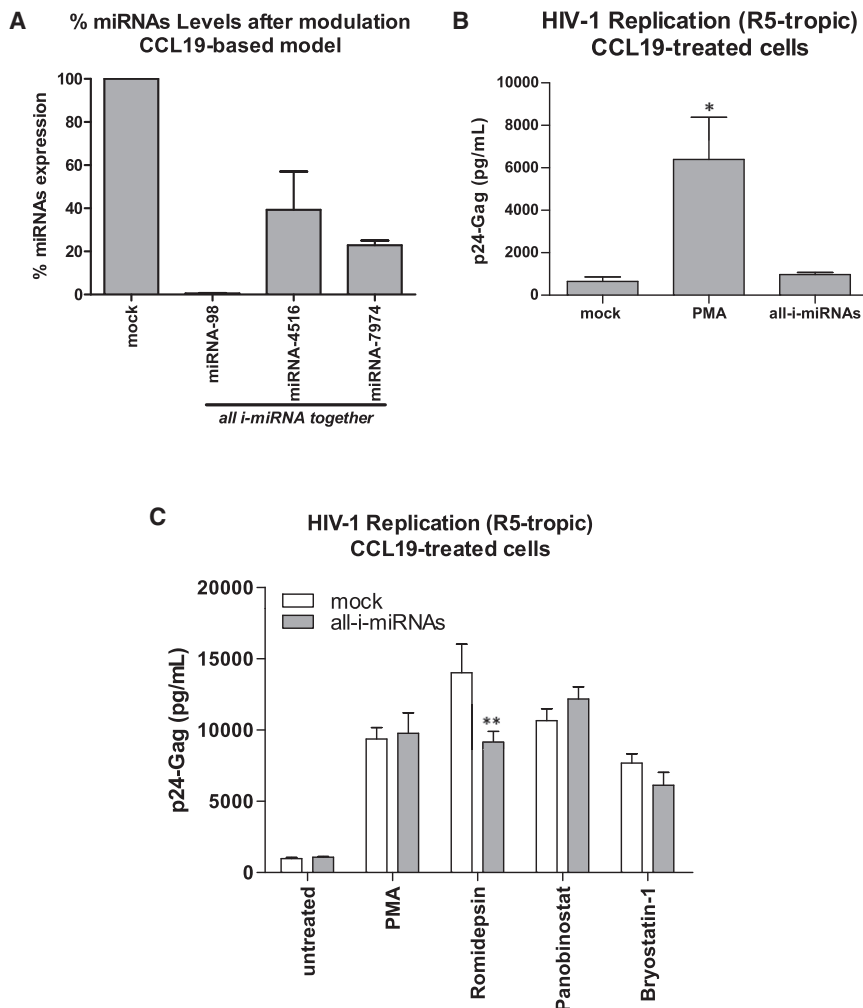 A
% miRNAs Levels after modulation
CCL19-based model
% miRNAs expression
100
80
60
40
20
0
mock
miRNA-98
miRNA-4516
miRNA-7974
all i-miRNA together
B
HIV-1 Replication (R5-tropic)
CCL19-treated cells
p24-Gag (pg/mL)
10000
8000
6000
4000
2000
0
*
mock
PMA
all-i-miRNAs
C
HIV-1 Replication (R5-tropic)
CCL19-treated cells
p24-Gag (pg/mL)
20000
15000
10000
5000
0
mock
all-i-miRNAs
**
untreated
PMA
Romidepsin
Panobinostat
Bryostatin-1